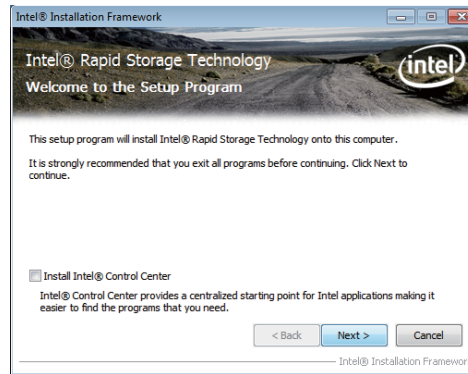 Intel® Installation Framework
Intel® Rapid Storage Technology
Welcome to the Setup Program
intel
This setup program will install Intel® Rapid Storage Technology onto this computer.
It is strongly recommended that you exit all programs before continuing. Click Next to
continue.
Install Intel® Control Center
Intel® Control Center provides a centralized starting point for Intel applications making it
easier to find the programs that you need.
< Back Next > Cancel
Intel® Installation Framewor